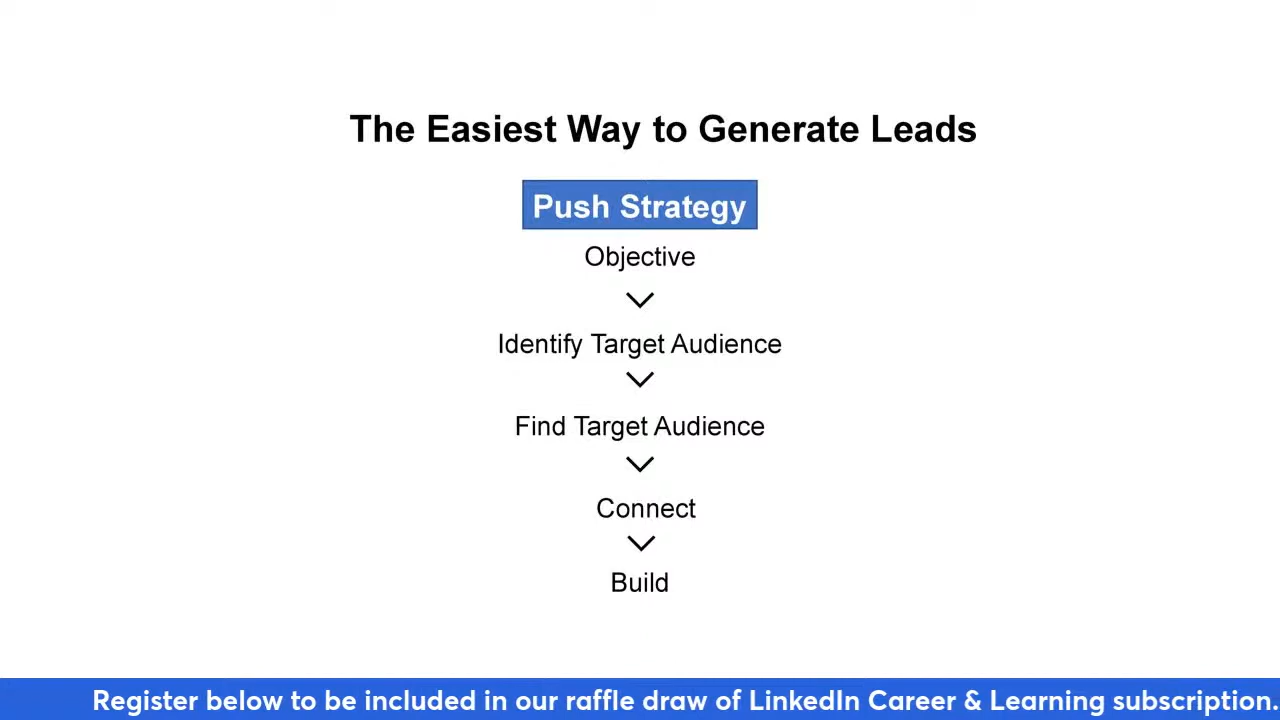 The Easiest Way to Generate Leads
Push Strategy
Objective
Identify Target Audience
Find Target Audience
Connect
Build
Register below to be included in our raffle draw of LinkedIn Career & Learning subscription.